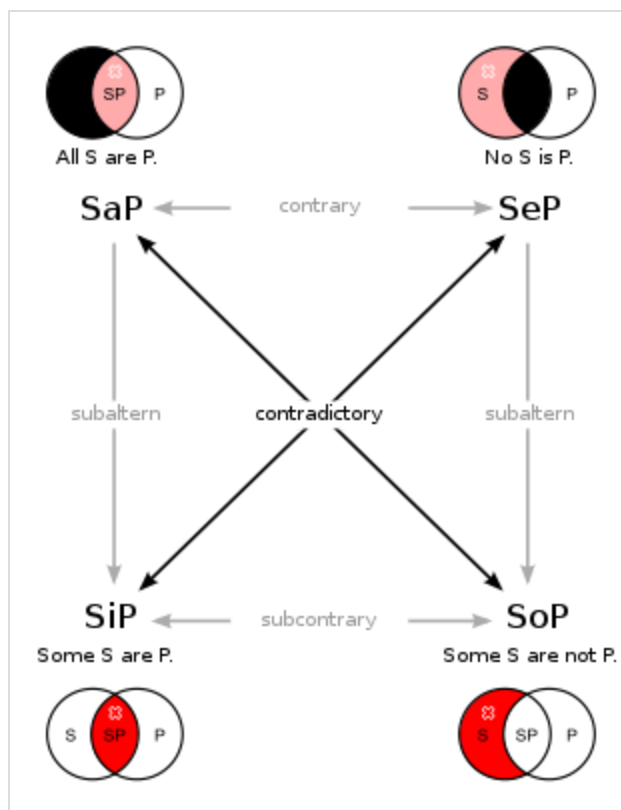 SP P
S P
All S are P.
No S is P.
SaP
contrary
SeP
subaltern
contradictory
subaltern
SiP
subcontrary
SoP
Some S are P.
Some S are not P.
S SP P
S SP P